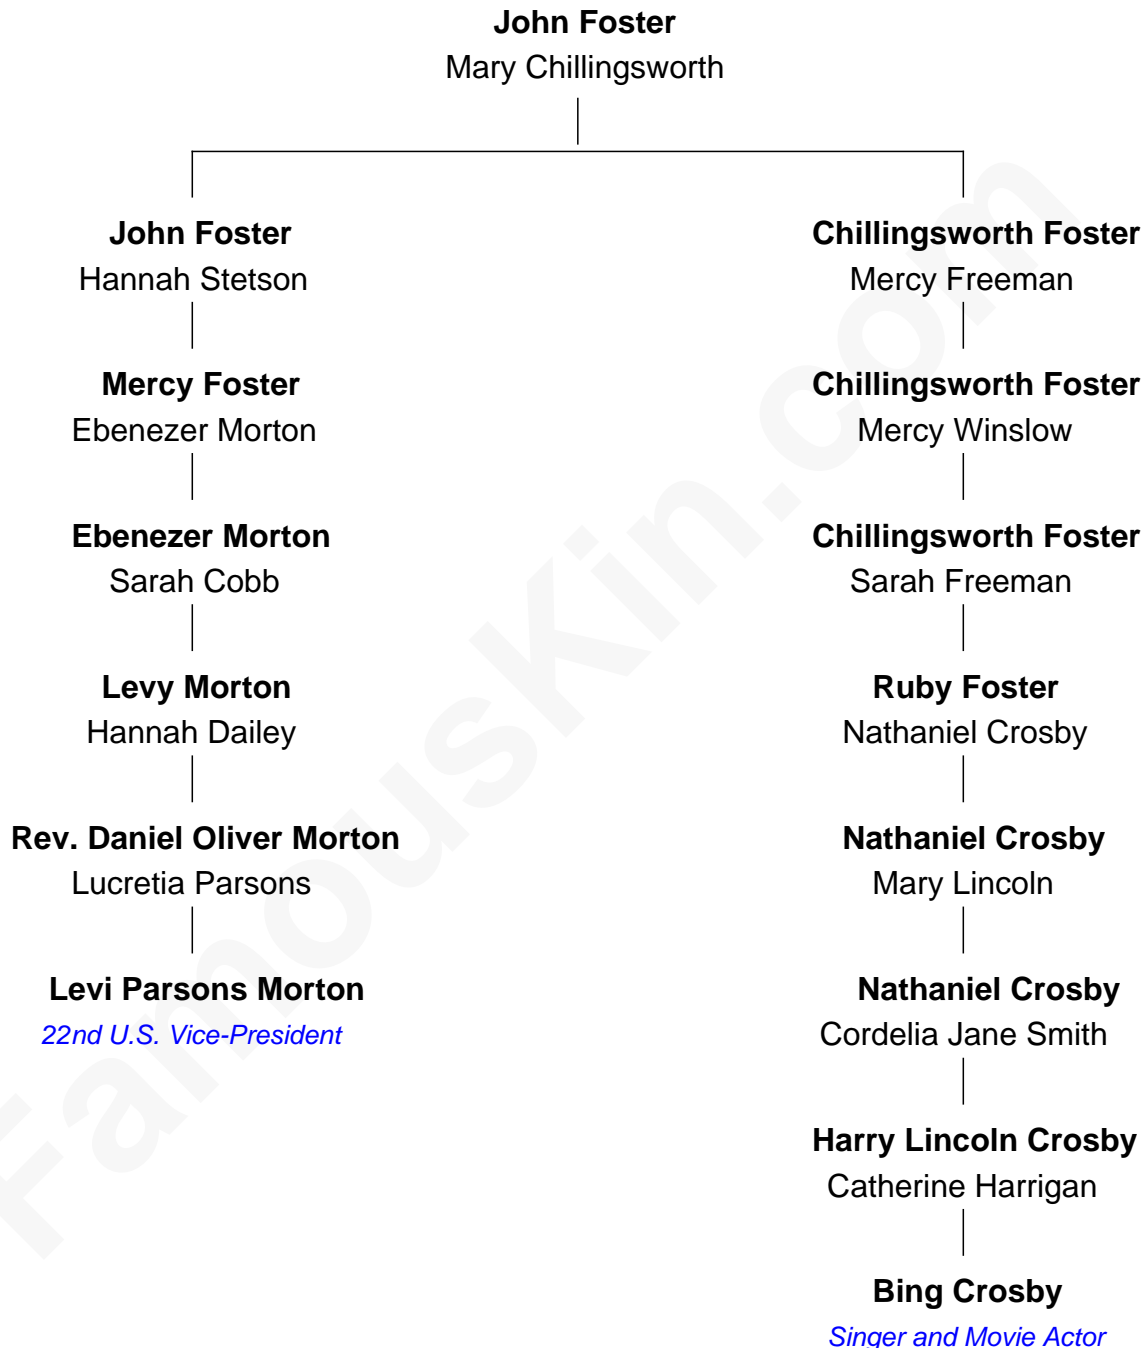 John Foster
Mary Chillingsworth
John Foster
Hannah Stetson
Mercy Foster
Ebenezer Morton
Ebenezer Morton
Sarah Cobb
Levy Morton
Hannah Dailey
Rev. Daniel Oliver Morton
Lucretia Parsons
Levi Parsons Morton
22nd U.S. Vice-President
Chillingsworth Foster
Mercy Freeman
Chillingsworth Foster
Mercy Winslow
Chillingsworth Foster
Sarah Freeman
Ruby Foster
Nathaniel Crosby
Nathaniel Crosby
Mary Lincoln
Nathaniel Crosby
Cordelia Jane Smith
Harry Lincoln Crosby
Catherine Harrigan
Bing Crosby
Singer and Movie Actor
FamousKin.com